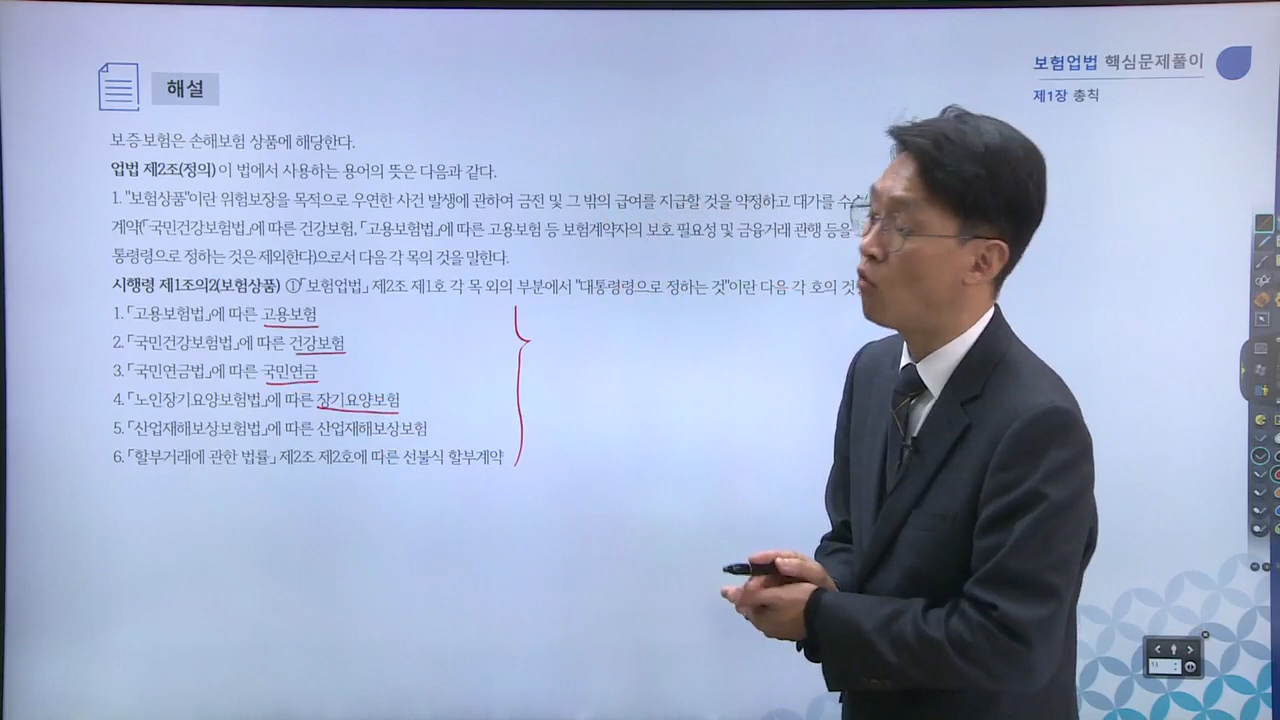 보험업법 핵심문제풀이
제1장 총칙
해설
보증보험은 손해보험 상품에 해당한다.
업법 제2조(정의) 이 법에서 사용하는 용어의 뜻은 다음과 같다.
1. "보험상품"이란 위험보장을 목적으로 우연한 사건 발생에 관하여 금전 및 그 밖의 급여를 지급할 것을 약정하고 대가를
계약(「국민건강보험법」에 따른 건강보험, 「고용보험법」에 따른 고용보험 등 보험계약자의 보호 필요성 및 금융거래 관행 등을
통령령으로 정하는 것은 제외한다)으로서 다음 각 목의 것을 말한다.
시행령 제1조의2(보험상품) ①「보험업법」 제2조 제1호 각 목 외의 부분에서 "대통령령으로 정하는 것"이란 다음 각 호의
1. 「고용보험법」에 따른 고용보험
2. 「국민건강보험법」에 따른 건강보험
3. 「국민연금법」에 따른 국민연금
4. 「노인장기요양보험법」에 따른 장기요양보험
5. 「산업재해보상보험법」에 따른 산업재해보상보험
6. 「할부거래에 관한 법률」 제2조 제2호에 따른 선불식 할부계약